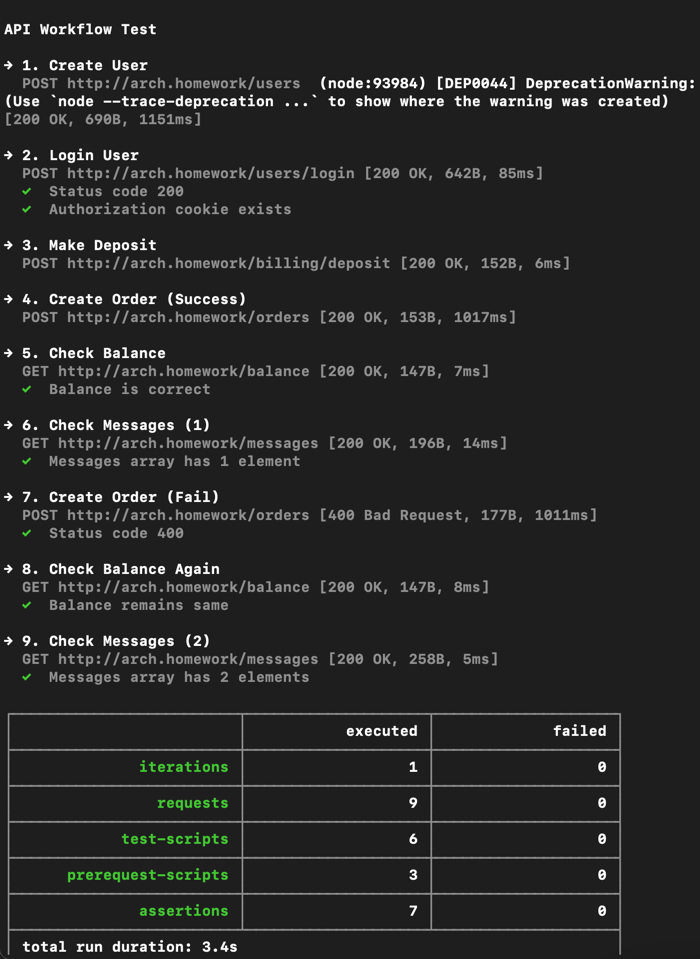 API Workflow Test
→ 1. Create User
POST http://arch.homework/users (node:93984) [DEP0044] DeprecationWarning:
(Use `node --trace-deprecation ...` to show where the warning was created)
[200 OK, 690B, 1151ms]
→ 2. Login User
POST http://arch.homework/users/login [200 OK, 642B, 85ms]
✓ Status code 200
✓ Authorization cookie exists
→ 3. Make Deposit
POST http://arch.homework/billing/deposit [200 OK, 152B, 6ms]
→ 4. Create Order (Success)
POST http://arch.homework/orders [200 OK, 153B, 1017ms]
→ 5. Check Balance
GET http://arch.homework/balance [200 OK, 147B, 7ms]
✓ Balance is correct
→ 6. Check Messages (1)
GET http://arch.homework/messages [200 OK, 196B, 14ms]
✓ Messages array has 1 element
→ 7. Create Order (Fail)
POST http://arch.homework/orders [400 Bad Request, 177B, 1011ms]
✓ Status code 400
→ 8. Check Balance Again
GET http://arch.homework/balance [200 OK, 147B, 8ms]
✓ Balance remains same
→ 9. Check Messages (2)
GET http://arch.homework/messages [200 OK, 258B, 5ms]
✓ Messages array has 2 elements
executed failed
iterations 1 0
requests 9 0
test-scripts 6 0
prerequest-scripts 3 0
assertions 7 0
total run duration: 3.4s